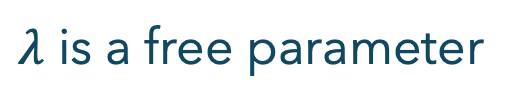 λ is a free parameter